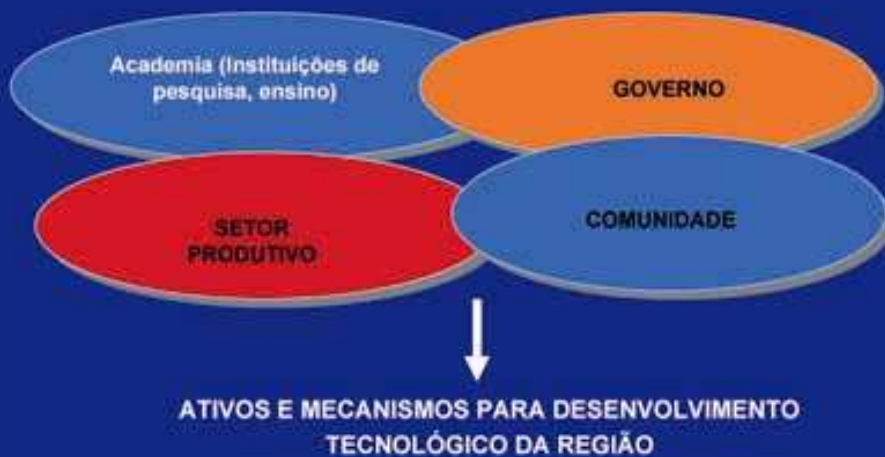 Academia (Instituições de
pesquisa, ensino)
GOVERNO
SETOR
PRODUTIVO
COMUNIDADE
ATIVOS E MECANISMOS PARA DESENVOLVIMENTO
TECNOLÓGICO DA REGIÃO